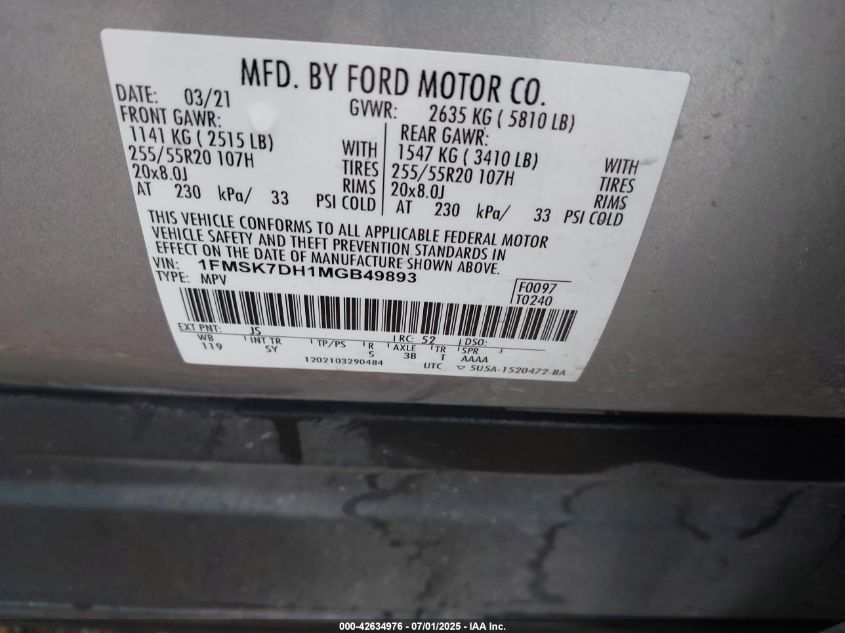 MFD. BY FORD MOTOR CO.
DATE: 03/21
GVWR: 2635 KG ( 5810 LB)
FRONT GAWR:
1141 KG ( 2515 LB) WITH
255/55R20 107H TIRES
20x8.0J RIMS
AT 230 kPa/ 33 PSI COLD
REAR GAWR:
1547 KG ( 3410 LB) WITH
255/55R20 107H TIRES
20x8.0J RIMS
AT 230 kPa/ 33 PSI COLD
THIS VEHICLE CONFORMS TO ALL APPLICABLE FEDERAL MOTOR
VEHICLE SAFETY AND THEFT PREVENTION STANDARDS IN
EFFECT ON THE DATE OF MANUFACTURE SHOWN ABOVE.
VIN: 1FMSK7DH1MGB49893
TYPE: MPV
F0097
T0240
EXT PNT: JS RC: 52 DSO:
WB INT TR TP/PS R AXLE TR SPR
119 5Y S 3B T AAAA
1202103290484 UTC ▽ 5U5A-1520472-BA
000-42634976 - 07/01/2025 - IAA Inc.